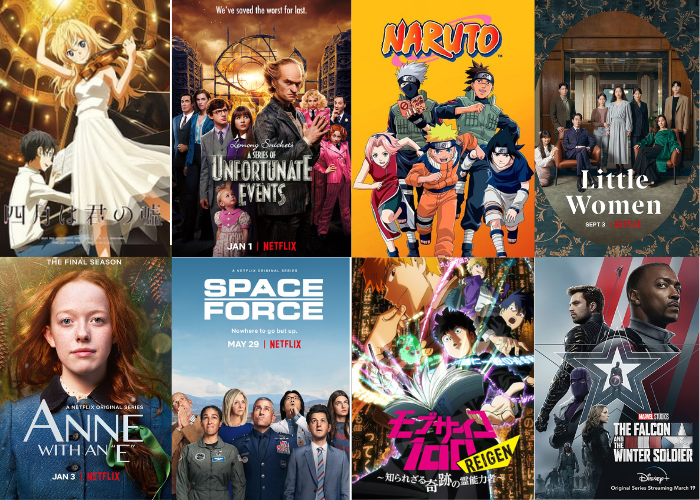 四月は君の嘘
We've saved the worst for last.
Lemony Snicket's
A SERIES OF
UNFORTUNATE
EVENTS
JAN 1 | NETFLIX
NARUTO
Little
Women
SEPT 3 | NETFLIX
THE FINAL SEASON
A NETFLIX ORIGINAL SERIES
ANNE
WITH AN "E"
JAN 3 | NETFLIX
A NETFLIX ORIGINAL SERIES
SPACE
FORCE
Nowhere to go but up.
MAY 29 | NETFLIX
モブサイコ
100
REIGEN
～知られざる奇跡の霊能力者～
MARVEL STUDIOS
THE FALCON
AND THE
WINTER SOLDIER
Disney+
Original Series Streaming March 19